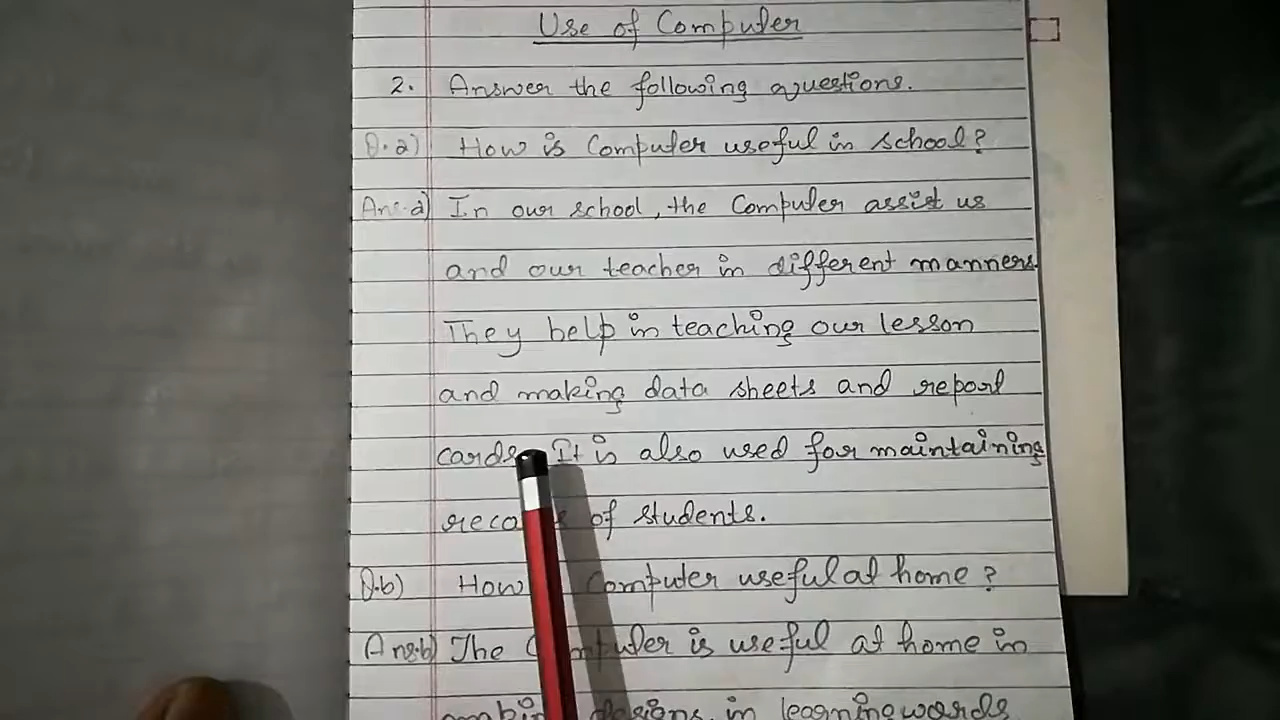 Use of Computer
2. Answer the following questions.
Q.a) How is Computer useful in school?
Ans.a) In our school, the Computer assist us
and our teacher in different manners.
They help in teaching our lesson
and making data sheets and report
cards. It is also used for maintaining
of students.
Q.b) How Computer useful at home?
Ans.b) The is useful at home in
in learning words